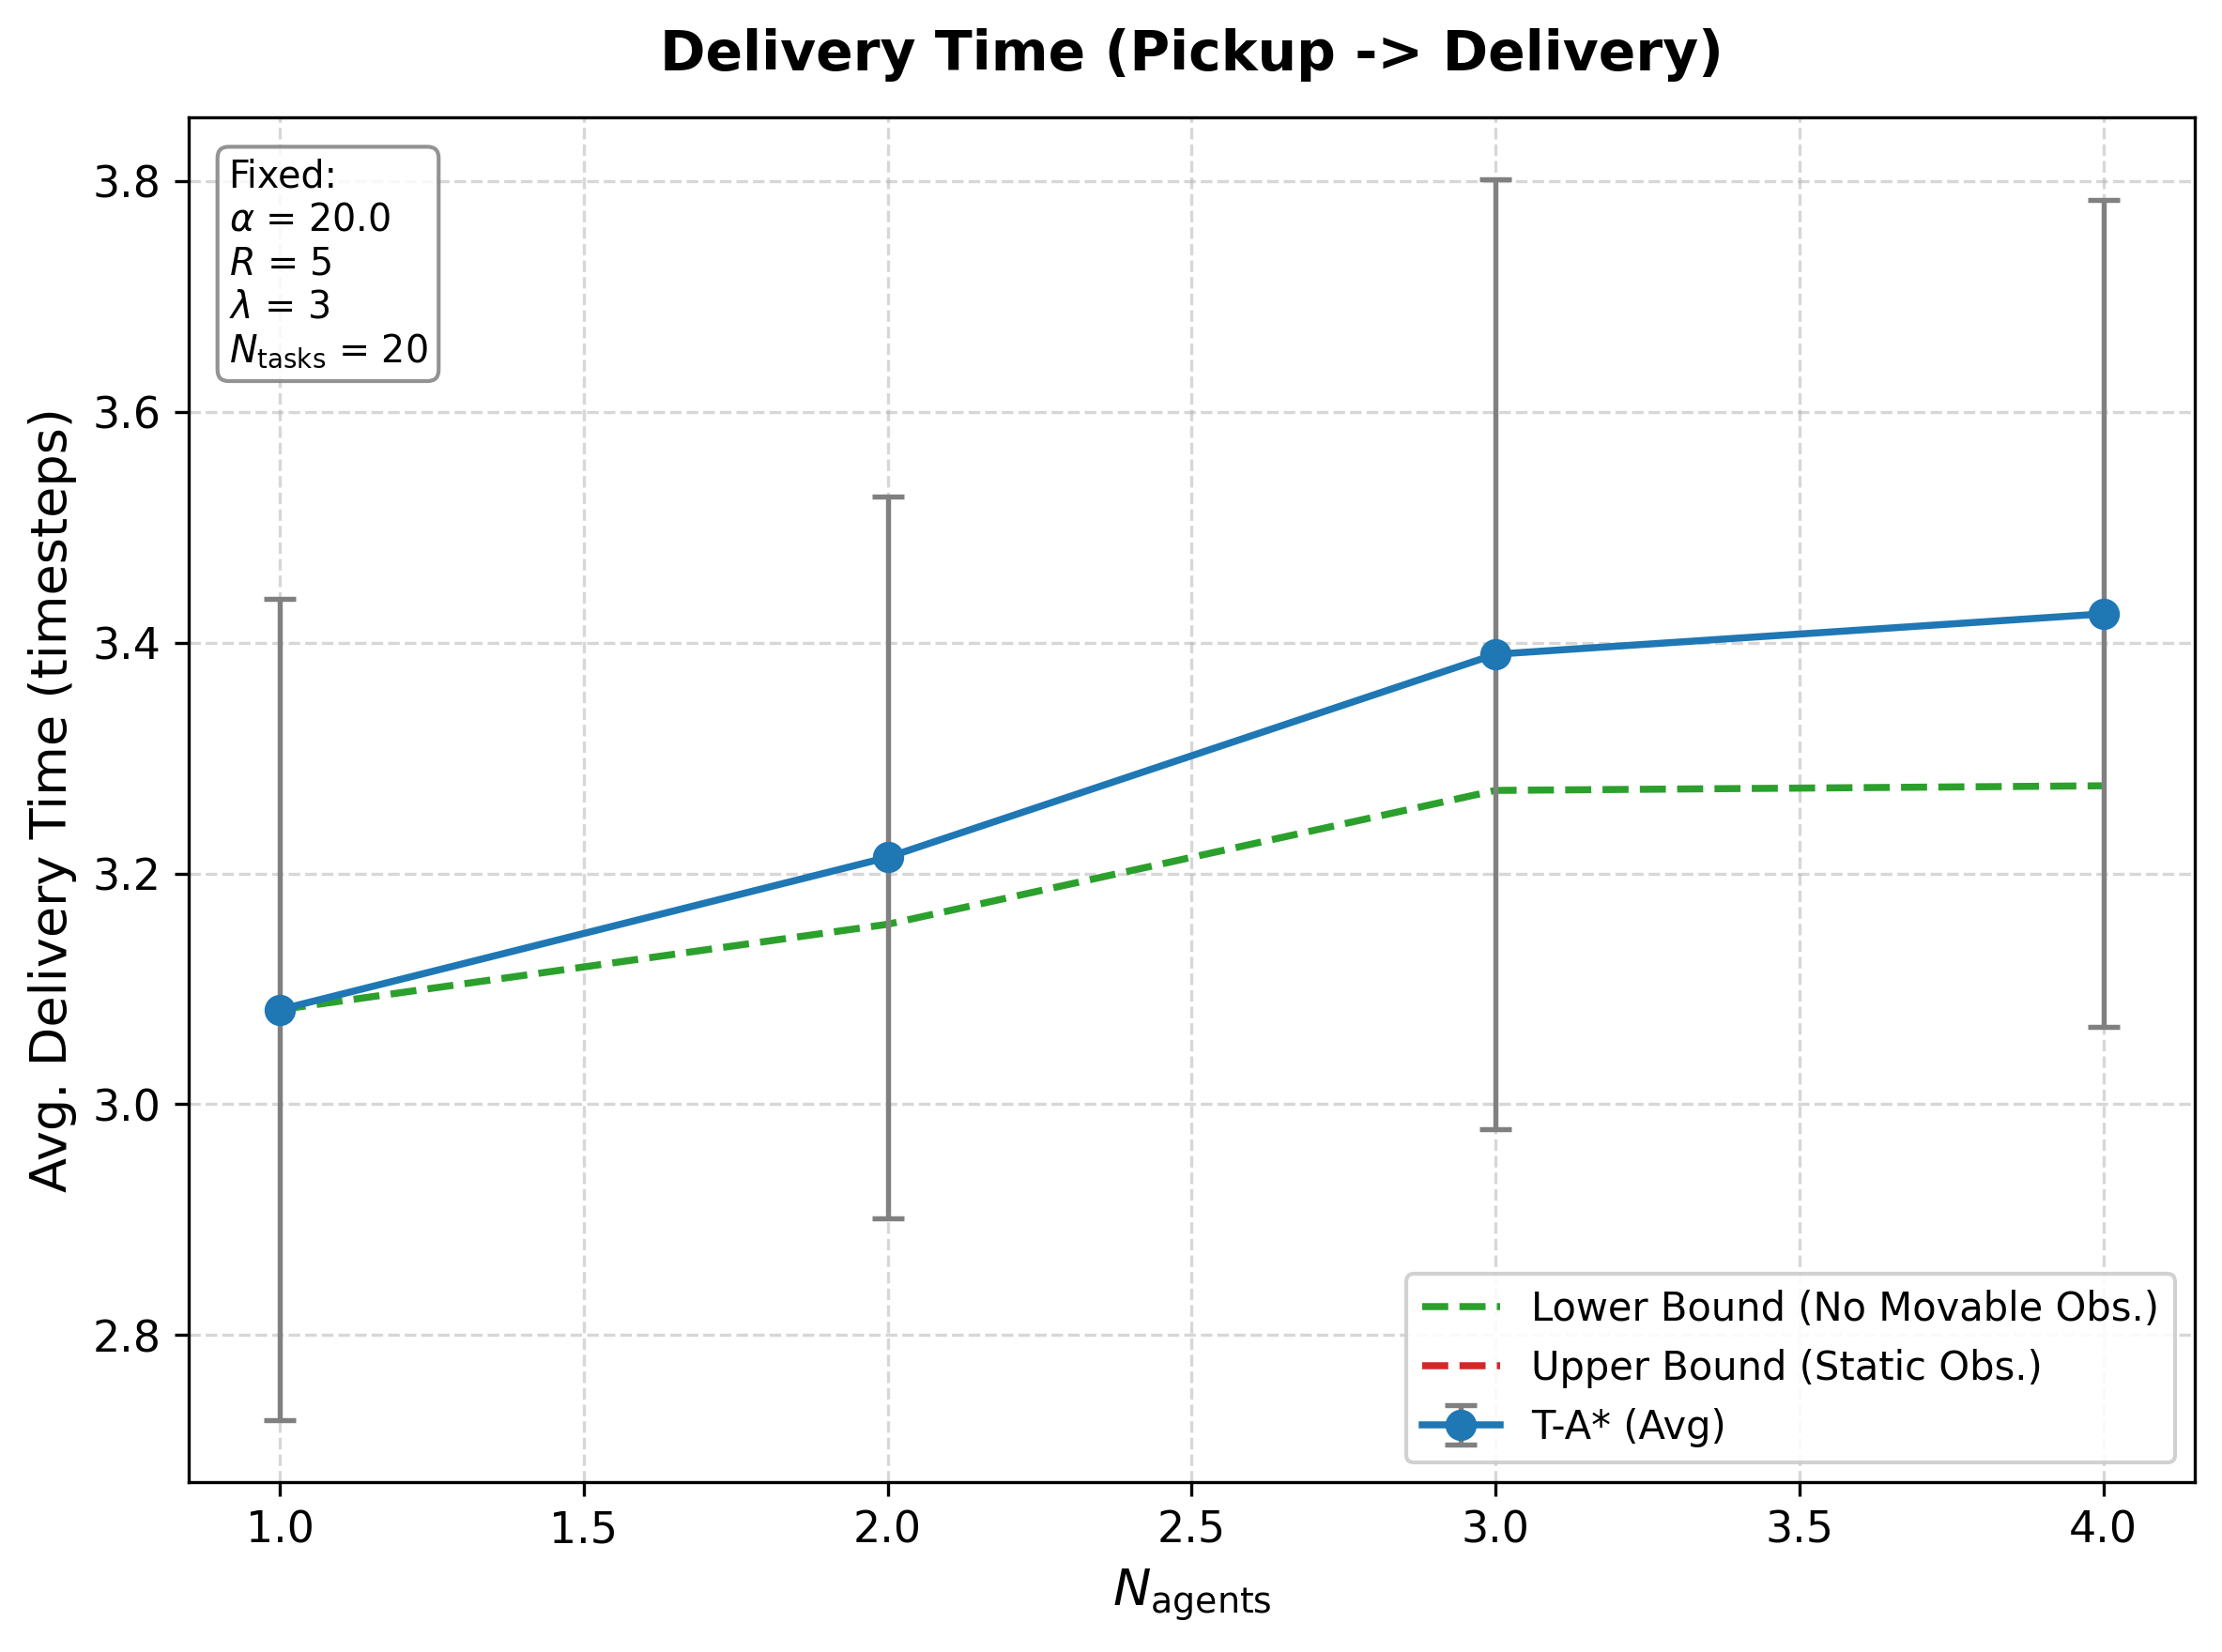 Delivery Time (Pickup -> Delivery)
Fixed:
α = 20.0
R = 5
λ = 3
N_tasks = 20
Avg. Delivery Time (timesteps)
3.8
3.6
3.4
3.2
3.0
2.8
1.0 1.5 2.0 2.5 3.0 3.5 4.0
N_agents
Lower Bound (No Movable Obs.)
Upper Bound (Static Obs.)
T-A* (Avg)